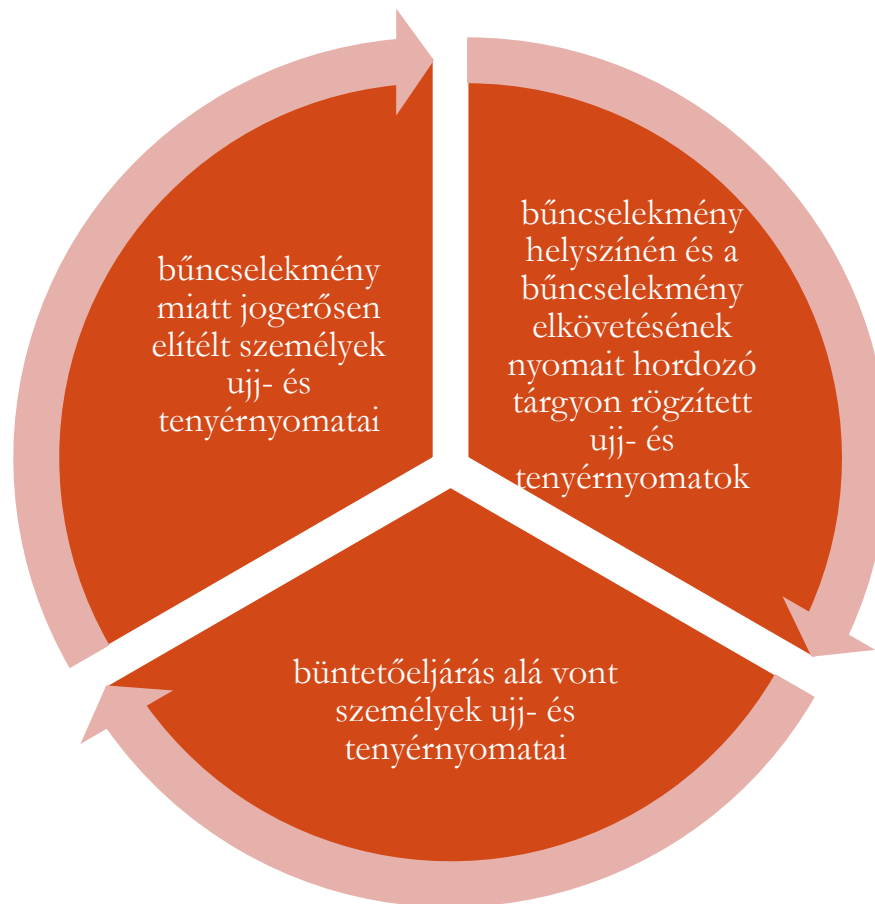 bűncselekmény
helyszínén és a
bűncselekmény
elkövetésének
nyomait hordozó
tárgyon rögzített
ujj- és
tenyérnyomatok
büntetőeljárás alá vont
személyek ujj- és
tenyérnyomatai
bűncselekmény
miatt jogerősen
elítélt személyek
ujj- és
tenyérnyomatai